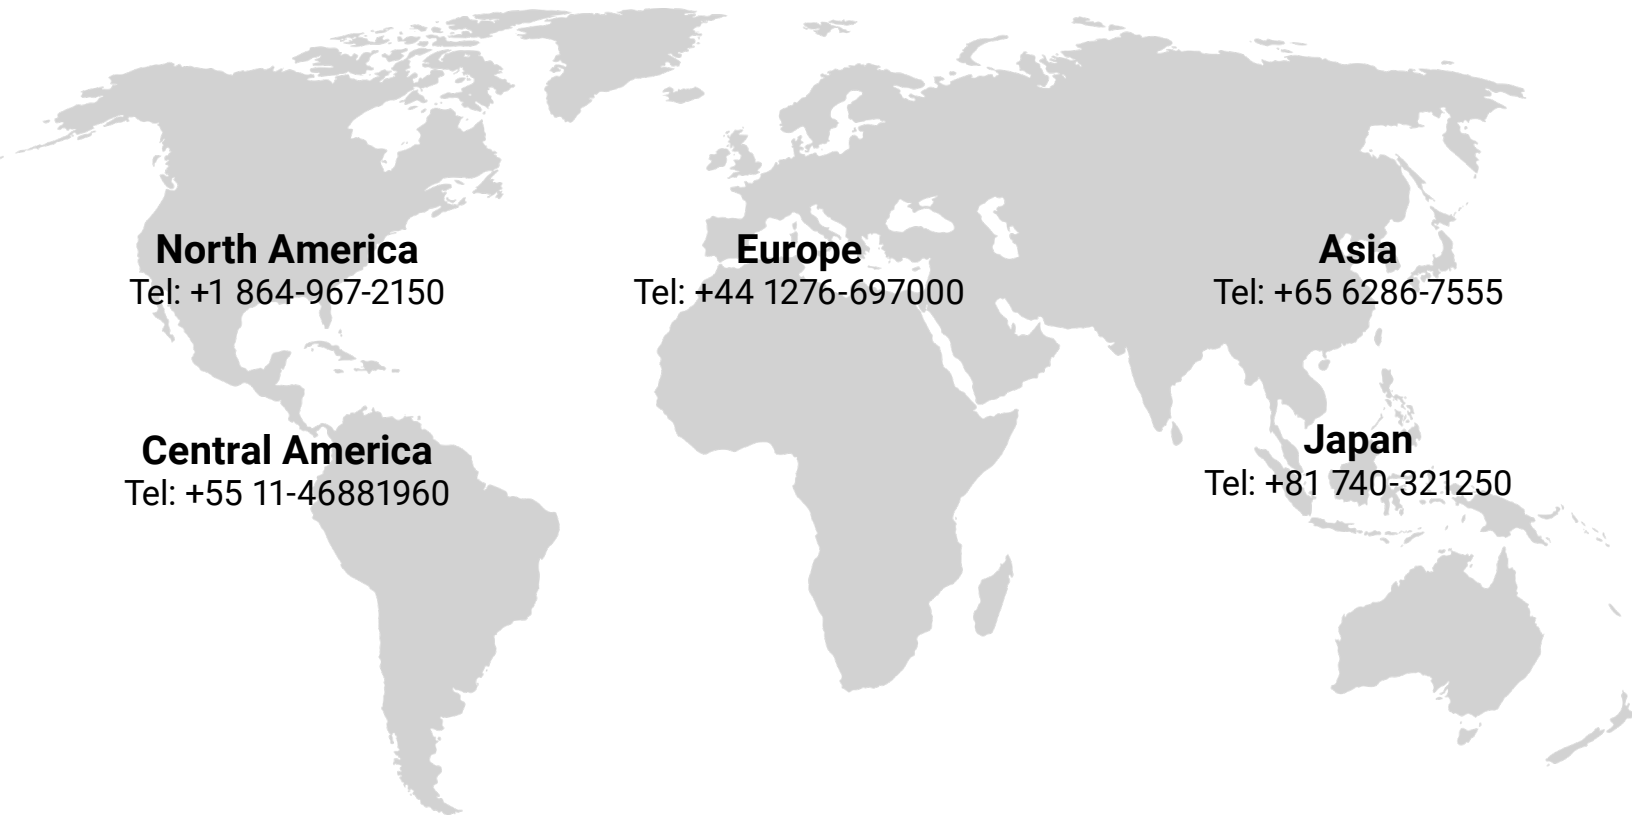 North America
Tel: +1 864-967-2150
Europe
Tel: +44 1276-697000
Asia
Tel: +65 6286-7555
Central America
Tel: +55 11-46881960
Japan
Tel: +81 740-321250